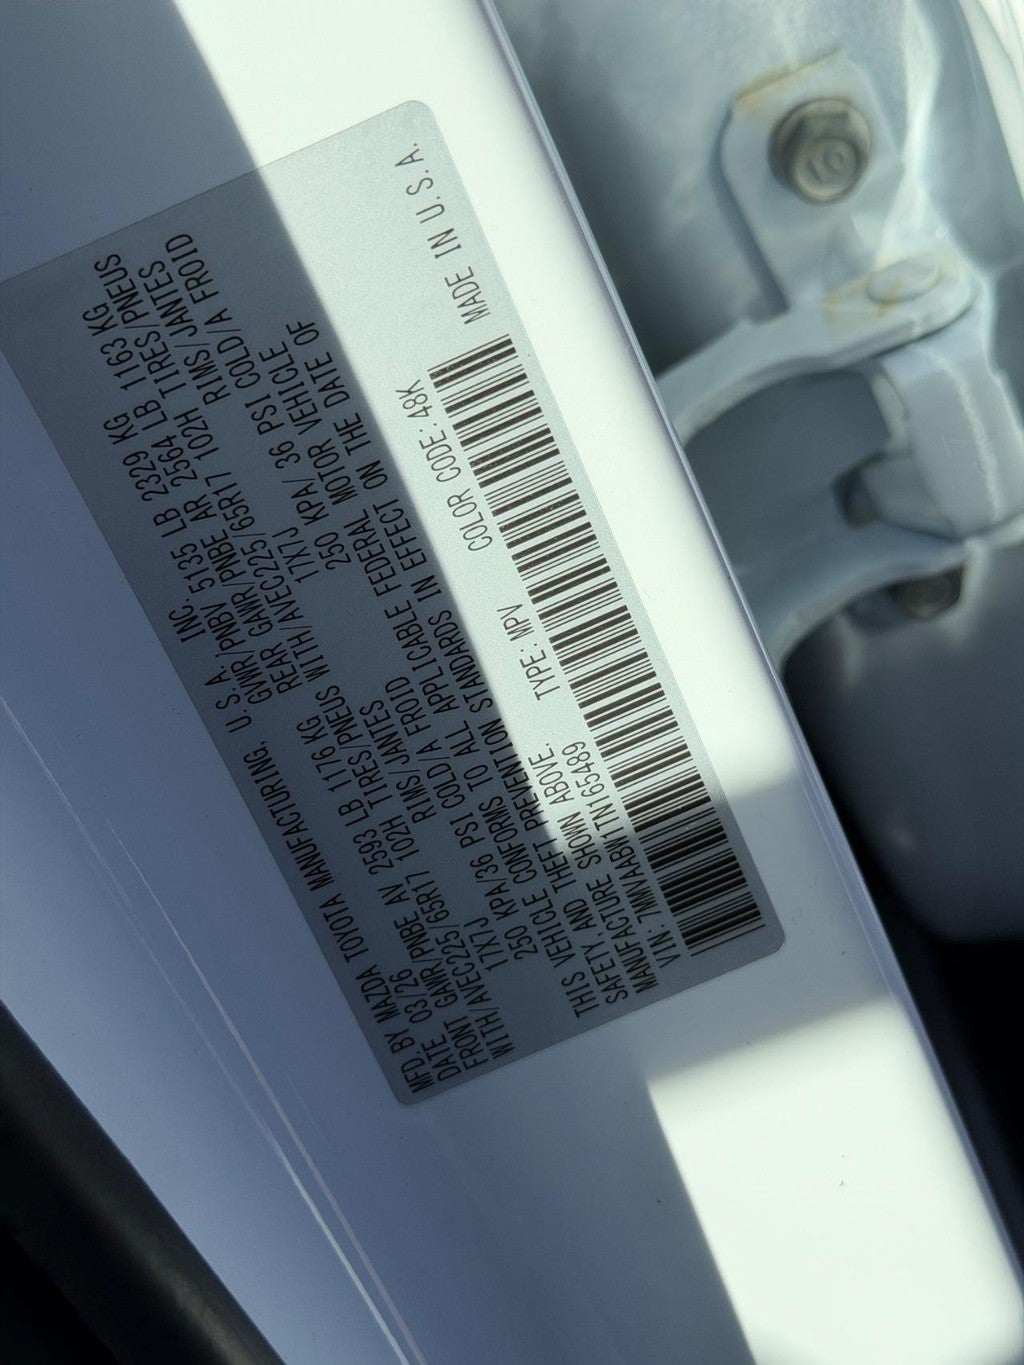 MFD. BY MAZDA TOYOTA MANUFACTURING, U.S.A. INC.
DATE: 03/26 GVWR/PNBV 5135 LB 2329 KG
FRONT GAWR/PNBE AV 2593 LB 1176 KG REAR GAWR/PNBE AR 2564 LB 1163 KG
WITH/AVEC225/65R17 102H TIRES/PNEUS WITH/AVEC225/65R17 102H TIRES/PNEUS
17X7J RIMS/JANTES 17X7J RIMS/JANTES
250 KPA/36 PSI COLD/A FROID 250 KPA/36 PSI COLD/A FROID
THIS VEHICLE CONFORMS TO ALL APPLICABLE FEDERAL MOTOR VEHICLE
SAFETY AND THEFT PREVENTION STANDARDS IN EFFECT ON THE DATE OF
MANUFACTURE SHOWN ABOVE.
VIN: 7MMVAABW1TN165489 TYPE: MPV COLOR CODE: 48K
MADE IN U.S.A.
10